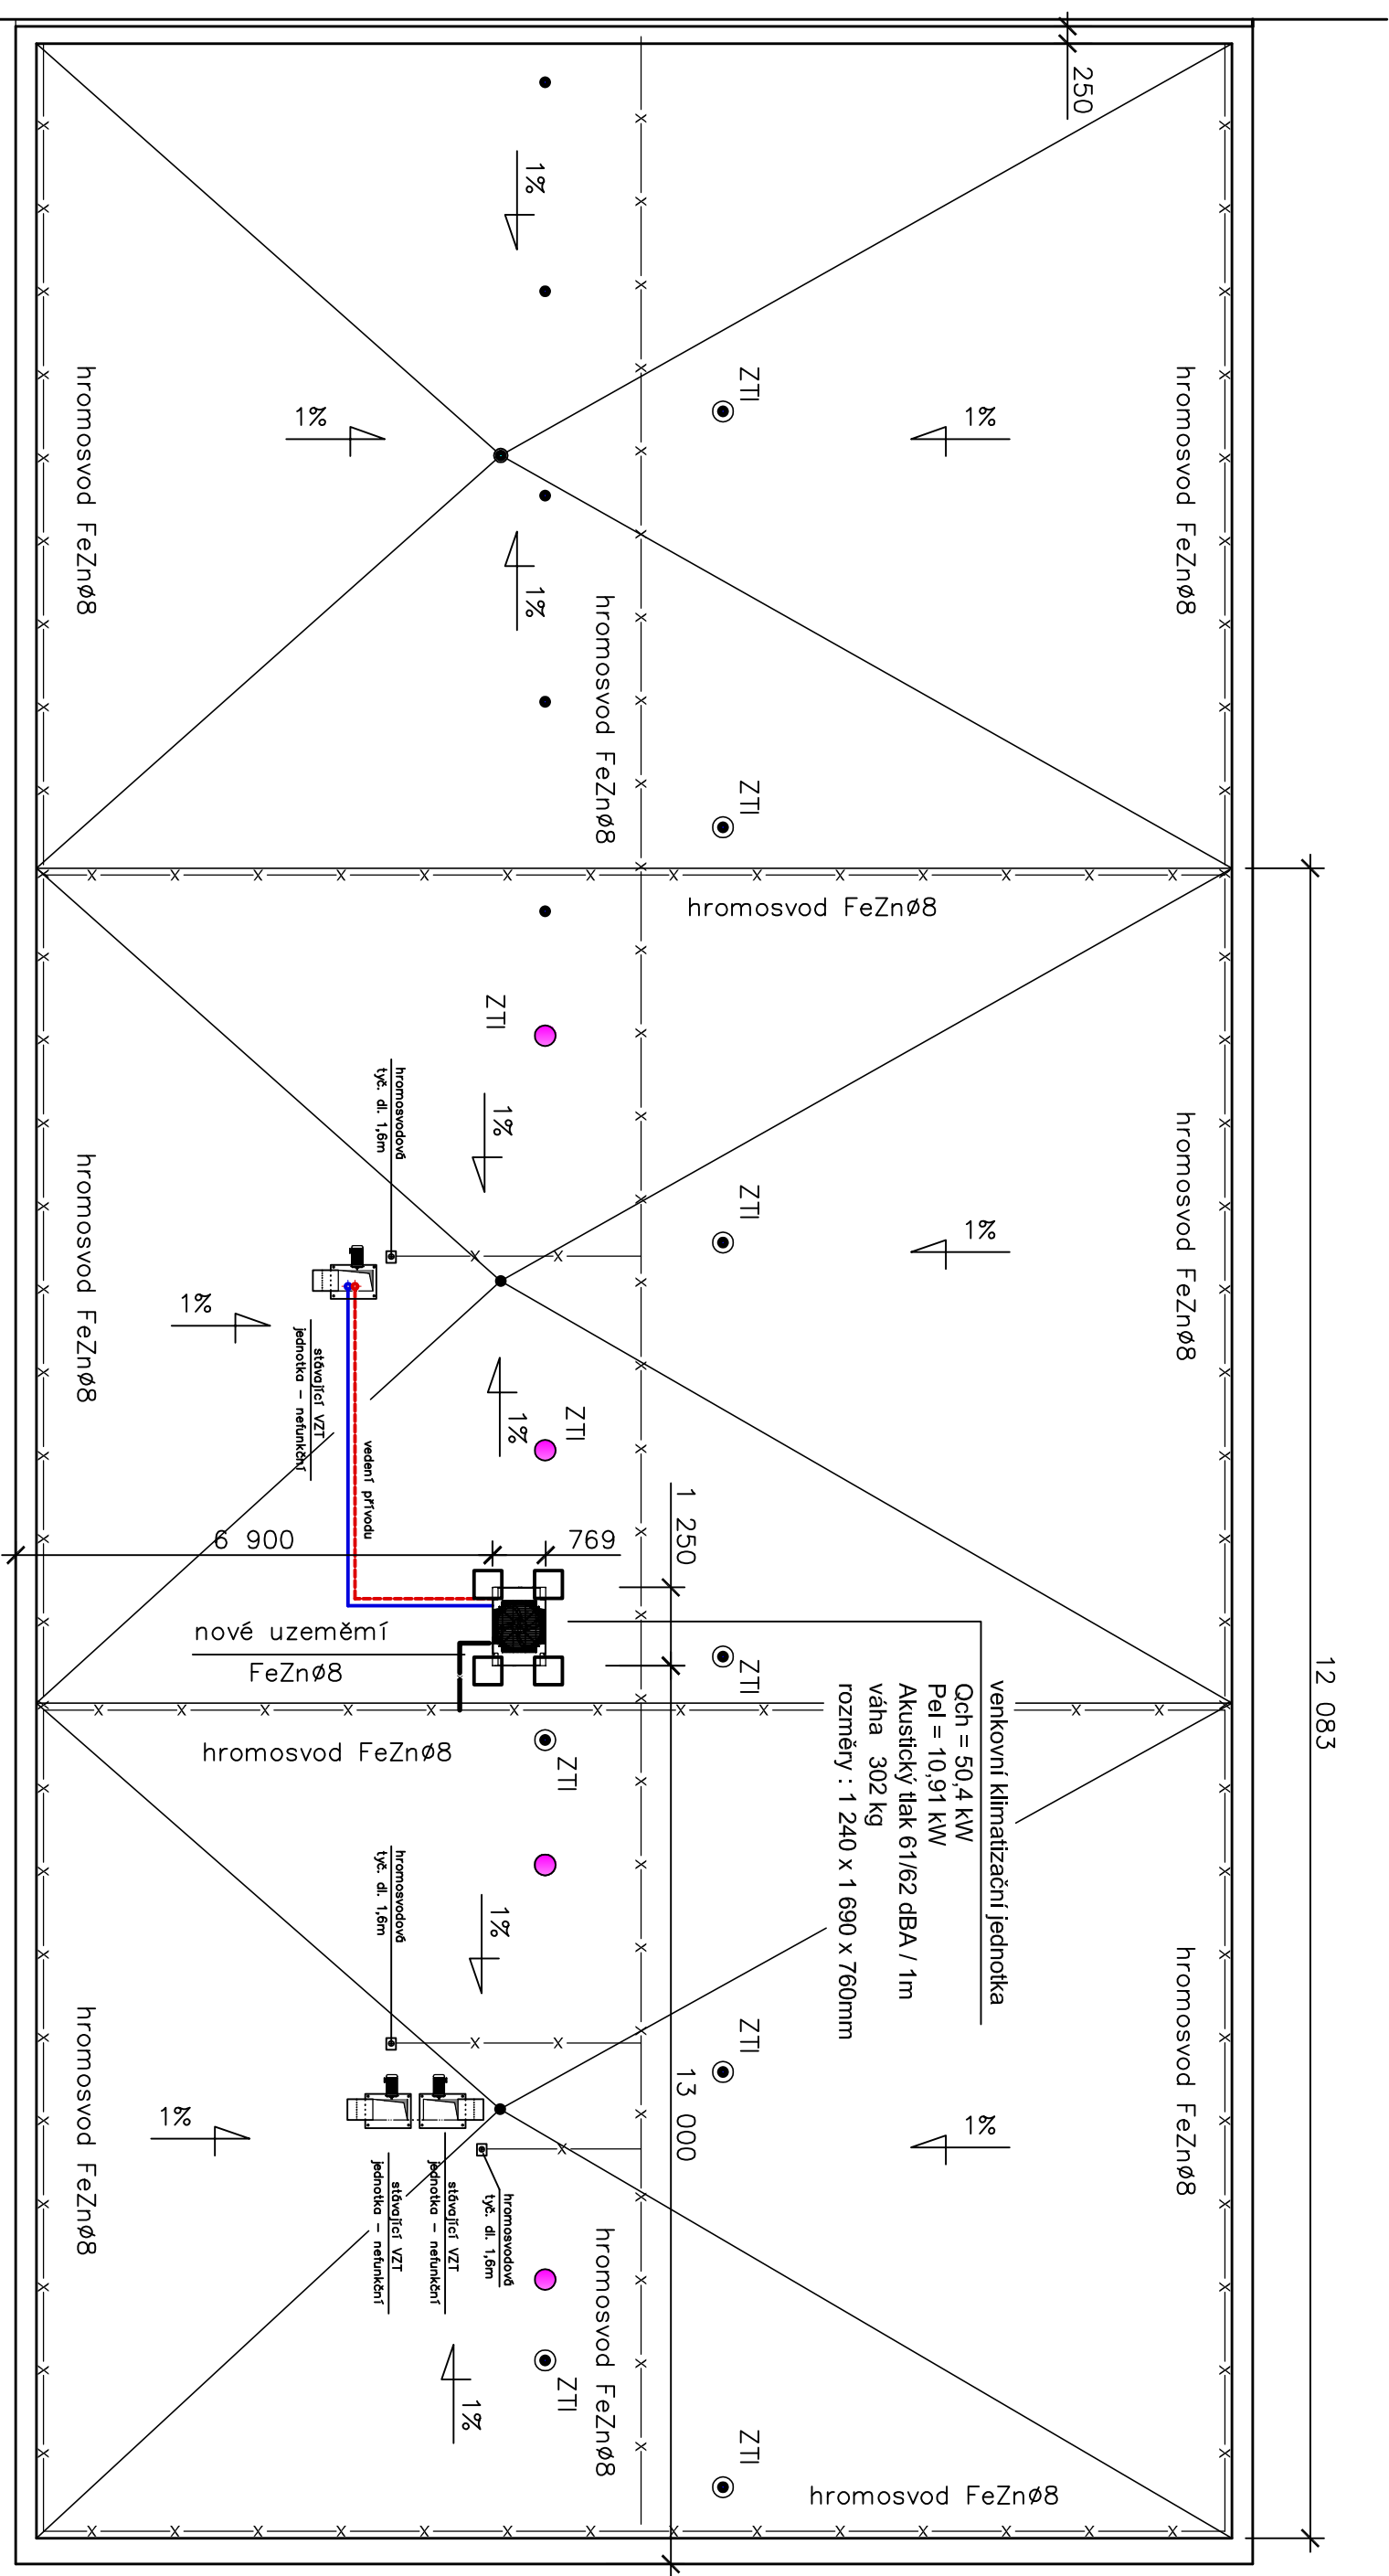 250
1%
hromosvod FeZnø8
hromosvod FeZnø8
ZTI
1%
1%
1%
hromosvod FeZnø8
ZTI
hromosvod FeZnø8
12 083
ZTI
hromosvodová
tyč. dl. 1,6m
1%
hromosvod FeZnø8
hromosvod FeZnø8
ZTI
1%
1%
stávající VZT
jednotka - nefunkční
1%
ZTI
vedení přívodu
6 900
769
1 250
nové uzeměmí
FeZnø8
ZTI
venkovní klimatizační jednotka
Qch = 50,4 kW
Pel = 10,91 kW
Akustický tlak 61/62 dBA / 1m
váha 302 kg
rozměry : 1 240 x 1 690 x 760mm
hromosvod FeZnø8
ZTI
hromosvodová
tyč. dl. 1,6m
1%
hromosvod FeZnø8
hromosvod FeZnø8
ZTI
13 000
1%
1%
stávající VZT
jednotka - nefunkční
stávající VZT
jednotka - nefunkční
hromosvodová
tyč. dl. 1,6m
hromosvod FeZnø8
1%
ZTI
ZTI
hromosvod FeZnø8